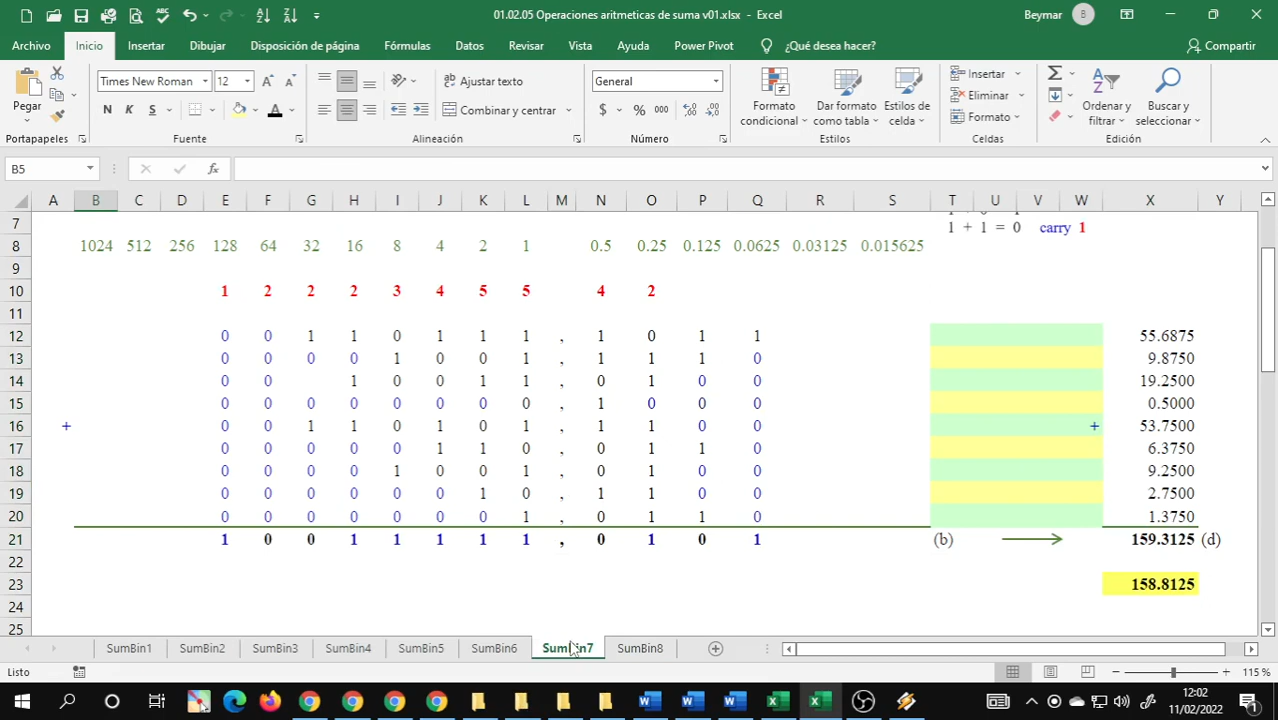 01.02.05 Operaciones aritmeticas de suma v01.xlsx - Excel
Beymar B
Archivo Inicio Insertar Dibujar Disposición de página Fórmulas Datos Revisar Vista Ayuda Power Pivot ¿Qué desea hacer? Compartir
Pegar
Times New Roman 12
N K S
Ajustar texto
Combinar y centrar
General
$ % 000
Formato condicional
Dar formato como tabla
Estilos de celda
Insertar
Eliminar
Formato
Ordenar y filtrar
Buscar y seleccionar
Portapapeles Fuente Alineación Número Estilos Celdas Edición
B5 fx
A B C D E F G H I J K L M N O P Q R S T U V W X Y
7
1 + 1 = 0 carry 1
8 1024 512 256 128 64 32 16 8 4 2 1 0.5 0.25 0.125 0.0625 0.03125 0.015625
9
10 1 2 2 2 3 4 5 5 4 2
11
12 0 0 1 1 0 1 1 1 , 1 0 1 1 55.6875
13 0 0 0 0 1 0 0 1 , 1 1 1 0 9.8750
14 0 0 1 0 0 1 1 , 0 1 0 0 19.2500
15 0 0 0 0 0 0 0 0 , 1 0 0 0 0.5000
16 + 0 0 1 1 0 1 0 1 , 1 1 0 0 + 53.7500
17 0 0 0 0 0 1 1 0 , 0 1 1 0 6.3750
18 0 0 0 0 1 0 0 1 , 0 1 0 0 9.2500
19 0 0 0 0 0 0 1 0 , 1 1 0 0 2.7500
20 0 0 0 0 0 0 0 1 , 0 1 1 0 1.3750
21 1 0 0 1 1 1 1 1 , 0 1 0 1 (b) 159.3125 (d)
22
23 158.8125
24
25
SumBin1 SumBin2 SumBin3 SumBin4 SumBin5 SumBin6 SumBin7 SumBin8
Listo 115 %
12:02
11/02/2022
1